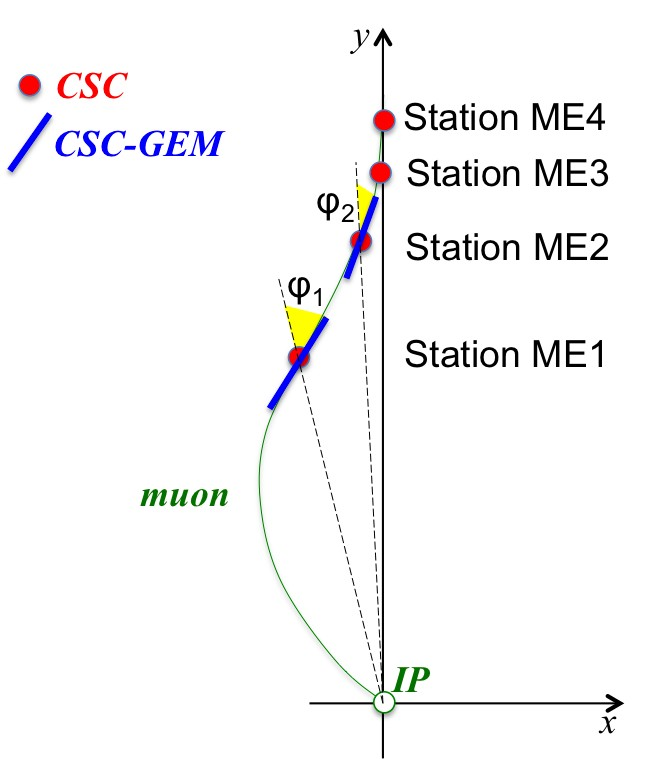 y
CSC
CSC-GEM
Station ME4
Station ME3
φ2
Station ME2
φ1
Station ME1
muon
IP
x